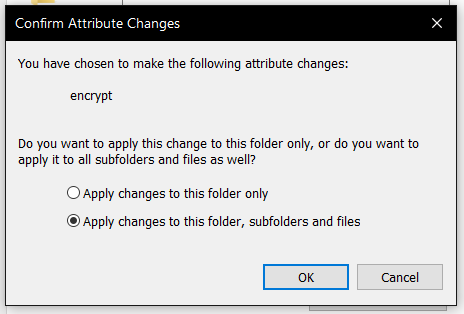 Confirm Attribute Changes
You have chosen to make the following attribute changes:
encrypt
Do you want to apply this change to this folder only, or do you want to
apply it to all subfolders and files as well?
Apply changes to this folder only
Apply changes to this folder, subfolders and files
OK
Cancel